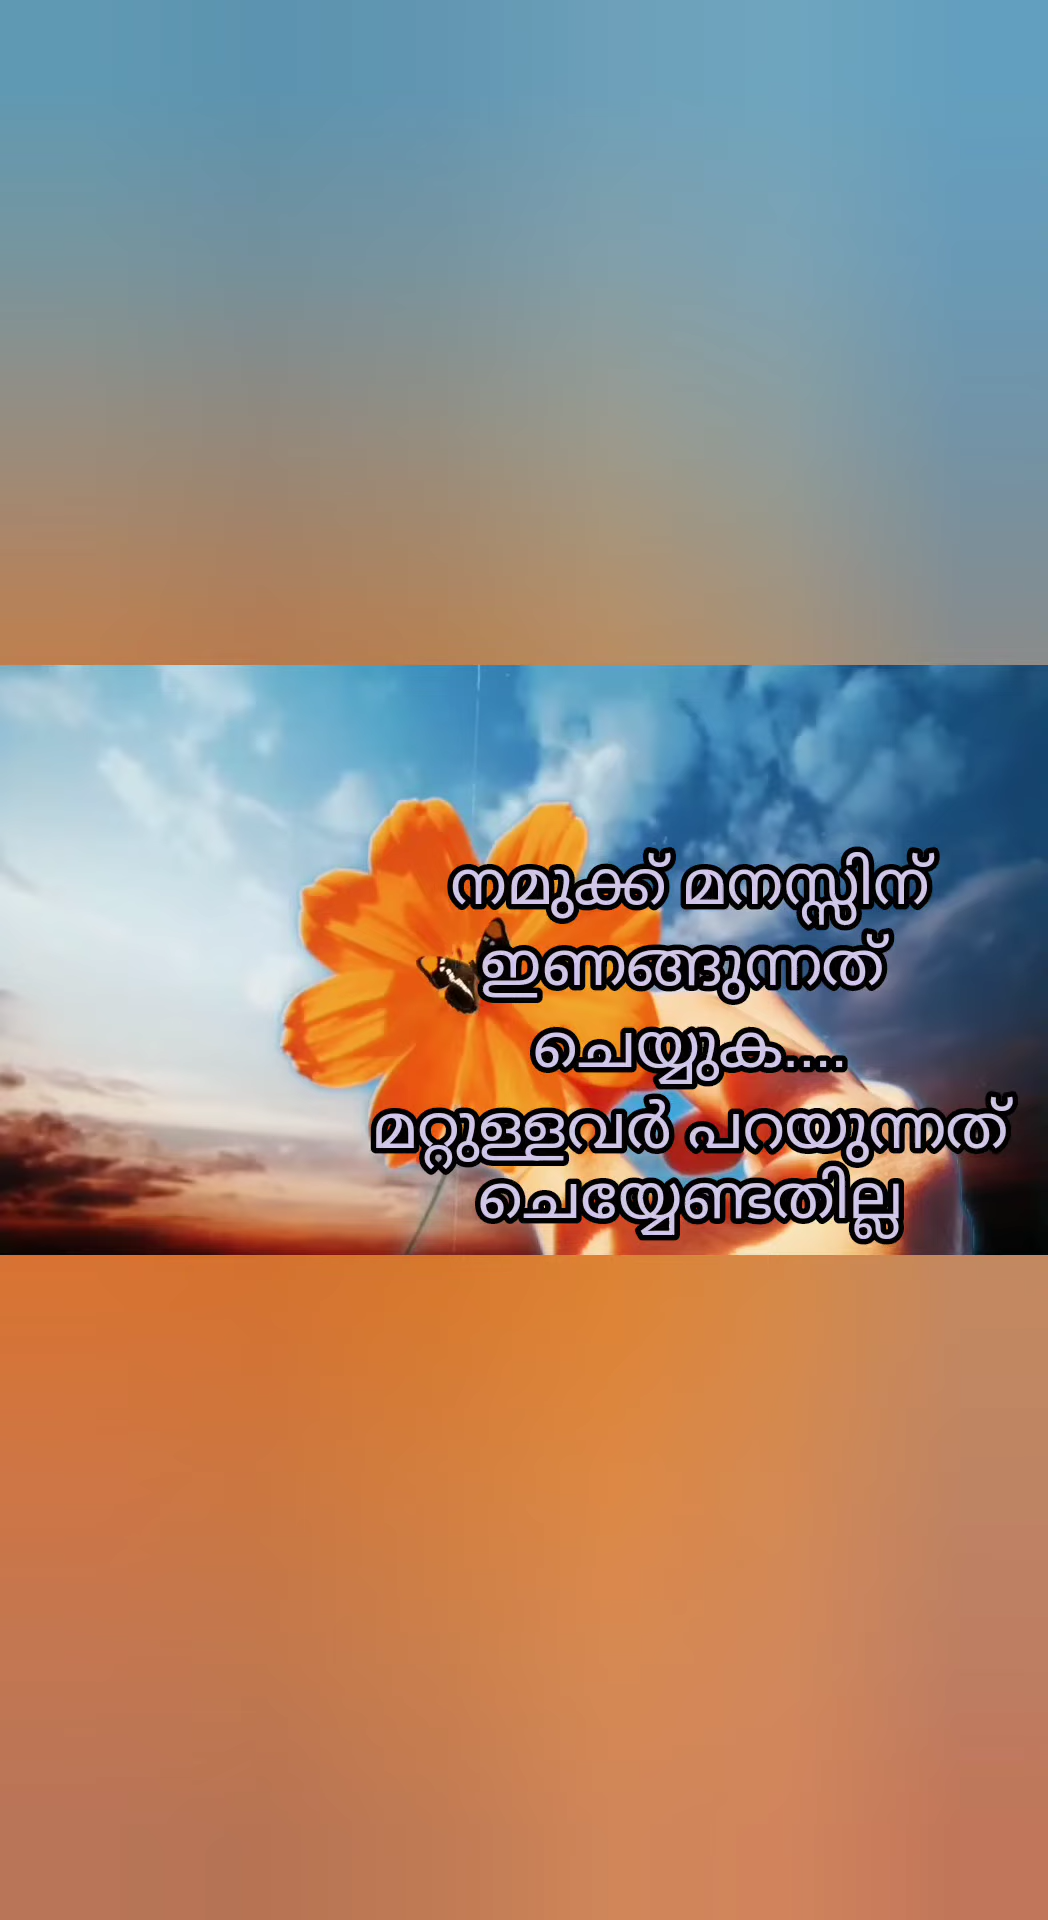 നമുക്ക് മനസ്സിന്
ഇണങ്ങുന്നത്
ചെയ്യുക....
മറ്റുള്ളവർ പറയുന്നത്
ചെയ്യേണ്ടതില്ല